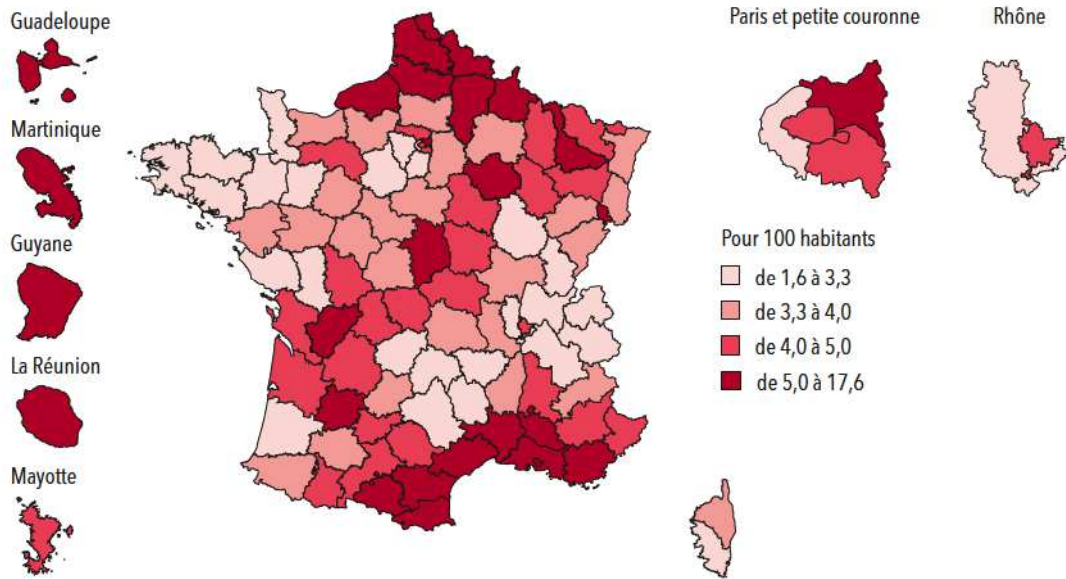 Guadeloupe
Martinique
Guyane
La Réunion
Mayotte
Paris et petite couronne
Rhône
Pour 100 habitants
de 1,6 à 3,3
de 3,3 à 4,0
de 4,0 à 5,0
de 5,0 à 17,6